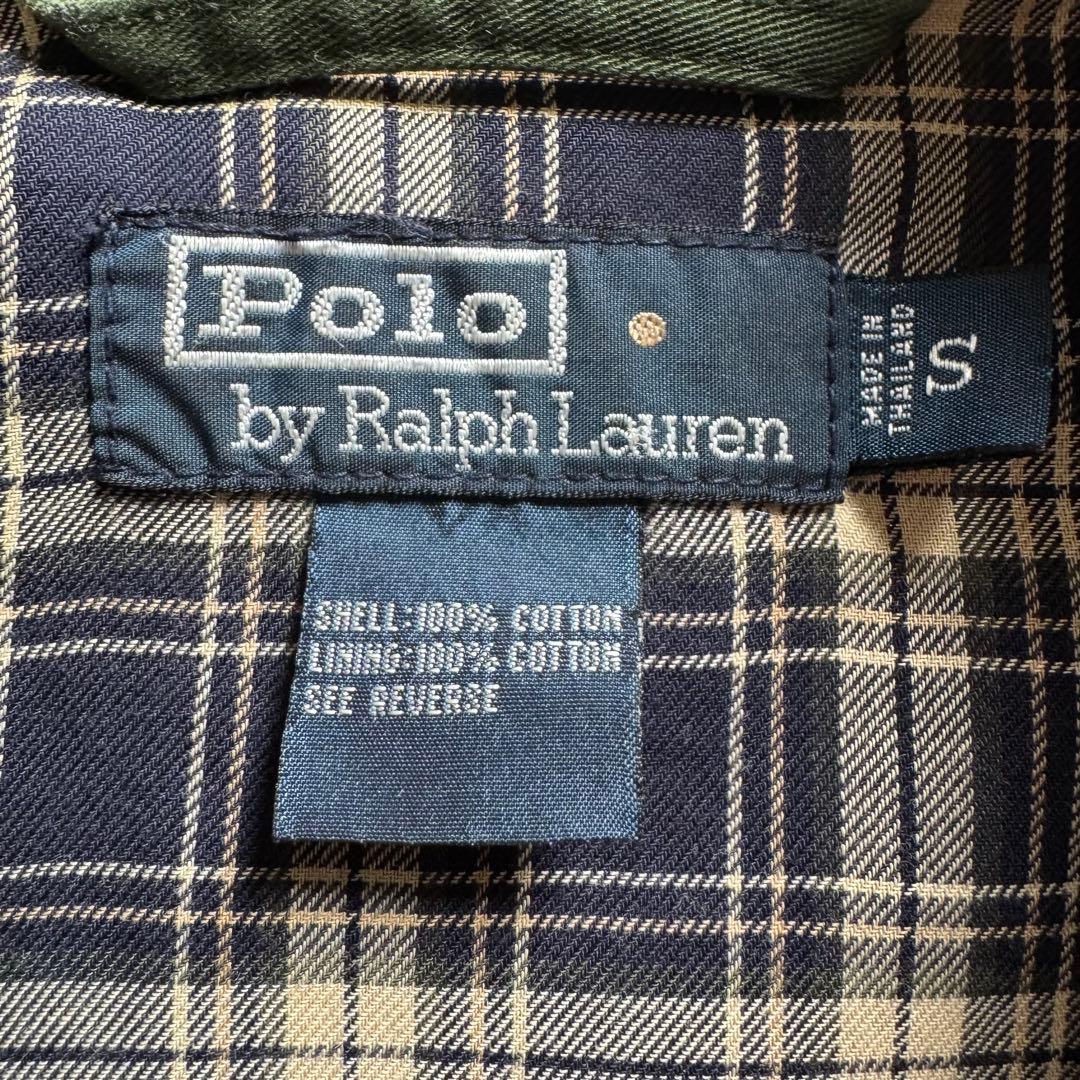 Polo
by Ralph Lauren
MADE IN
THAILAND
S
SHELL:100% COTTON
LINING:100% COTTON
SEE REVERSE